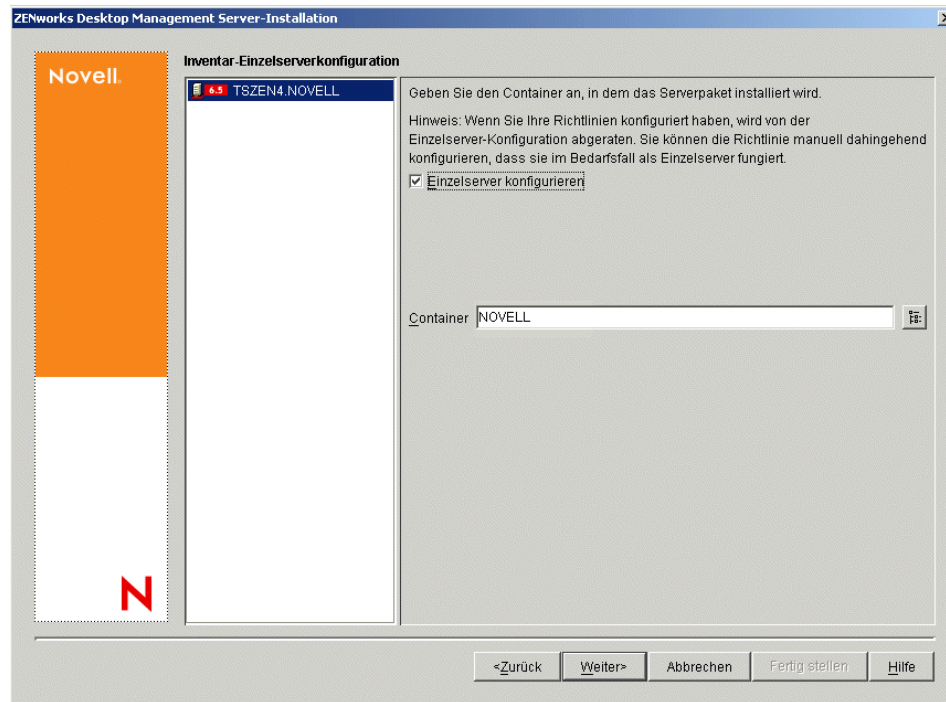 ZENworks Desktop Management Server-Installation
Novell.
Inventar-Einzelserverkonfiguration
6.5 TSZEN4.NOVELL
Geben Sie den Container an, in dem das Serverpaket installiert wird.
Hinweis: Wenn Sie Ihre Richtlinien konfiguriert haben, wird von der
Einzelserver-Konfiguration abgeraten. Sie können die Richtlinie manuell dahingehend
konfigurieren, dass sie im Bedarfsfall als Einzelserver fungiert.
Einzelserver konfigurieren
Container NOVELL
N
<Zurück Weiter> Abbrechen Fertig stellen Hilfe